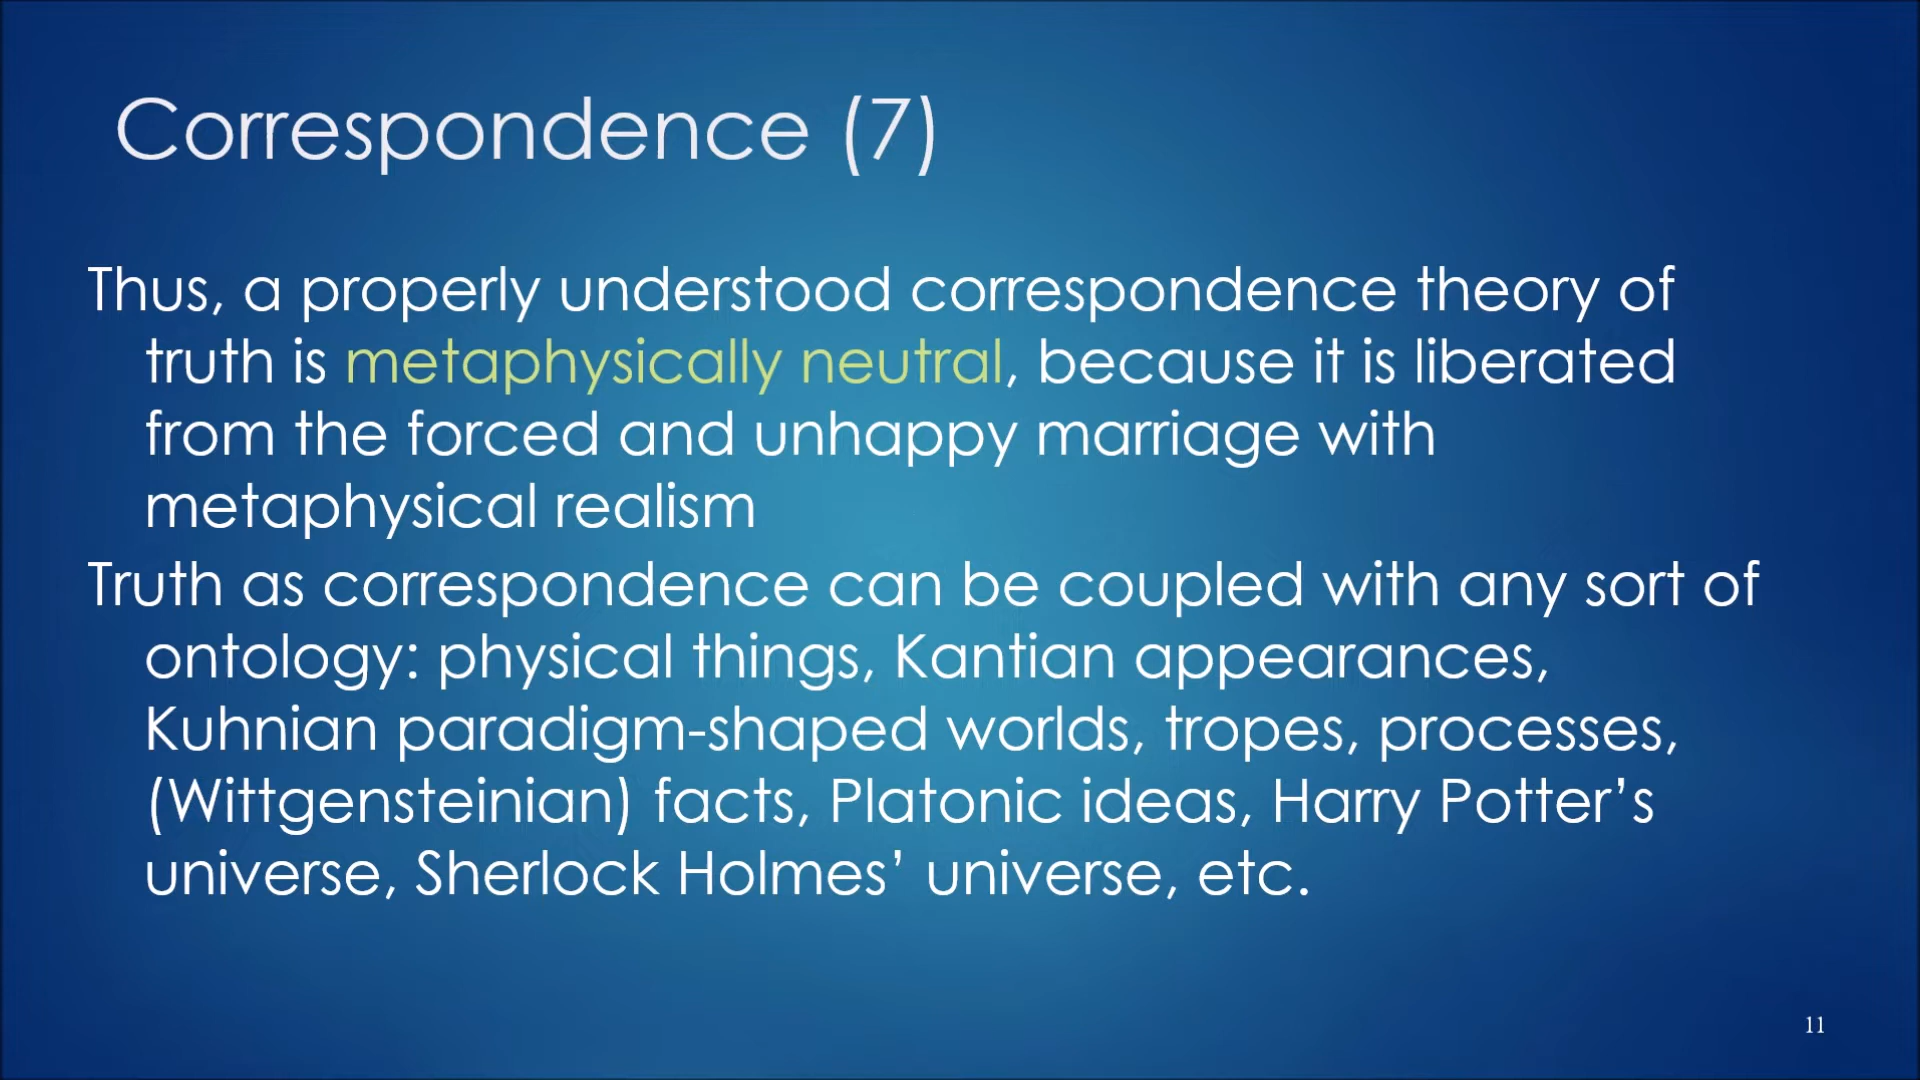 Correspondence (7)
Thus, a properly understood correspondence theory of
truth is metaphysically neutral, because it is liberated
from the forced and unhappy marriage with
metaphysical realism
Truth as correspondence can be coupled with any sort of
ontology: physical things, Kantian appearances,
Kuhnian paradigm-shaped worlds, tropes, processes,
(Wittgensteinian) facts, Platonic ideas, Harry Potter’s
universe, Sherlock Holmes’ universe, etc.
11